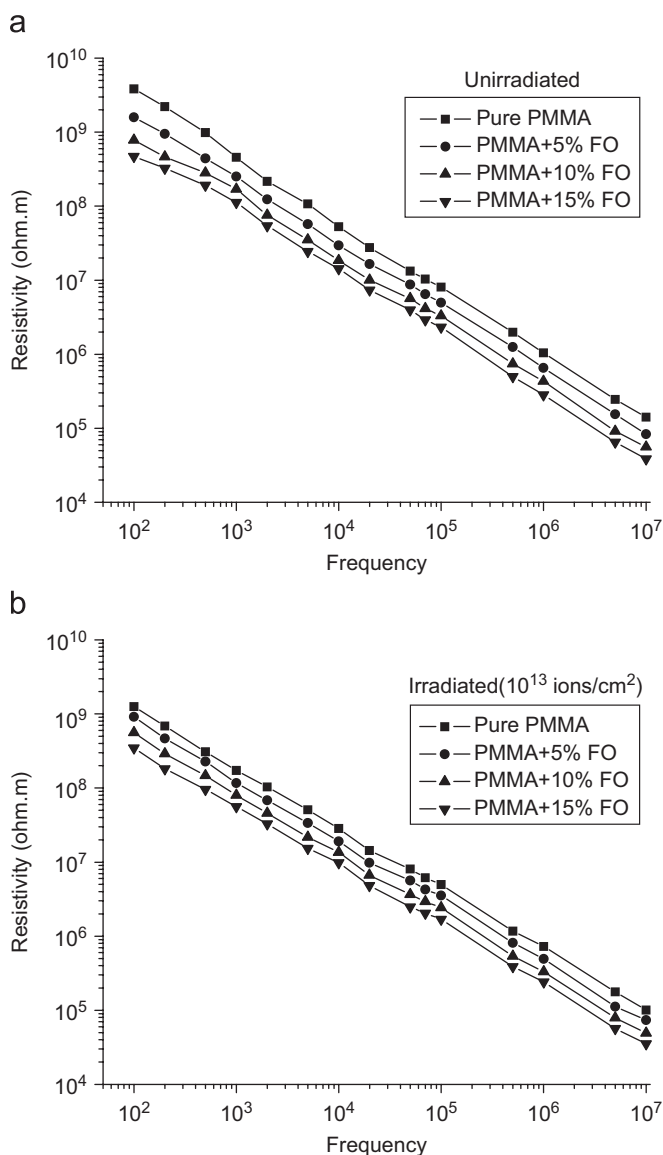 a
10^10
10^9
10^8
10^7
10^6
10^5
10^4
Resistivity (ohm.m)
Unirradiated
Pure PMMA
PMMA+5% FO
PMMA+10% FO
PMMA+15% FO
10^2 10^3 10^4 10^5 10^6 10^7
Frequency
b
10^10
10^9
10^8
10^7
10^6
10^5
10^4
Resistivity (ohm.m)
Irradiated(10^13 ions/cm^2)
Pure PMMA
PMMA+5% FO
PMMA+10% FO
PMMA+15% FO
10^2 10^3 10^4 10^5 10^6 10^7
Frequency